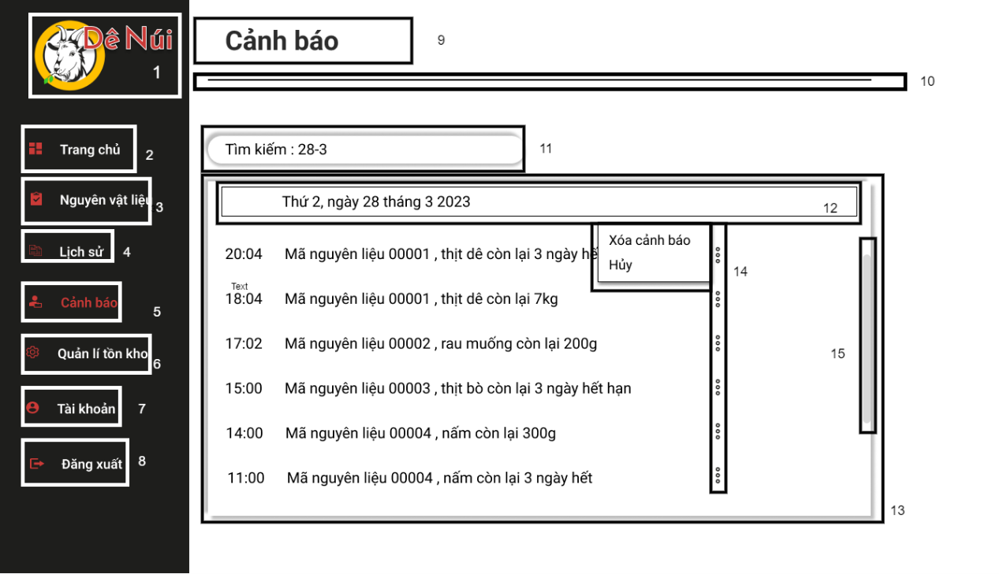 Dê Núi
1
Cảnh báo
9
10
Trang chủ
2
Nguyên vật liệu
3
Lịch sử
4
Cảnh báo
5
Quản lí tồn kho
6
Tài khoản
7
Đăng xuất
8
Tìm kiếm : 28-3
11
Thứ 2, ngày 28 tháng 3 2023
12
20:04 Mã nguyên liệu 00001 , thịt dê còn lại 3 ngày hế
Xóa cảnh báo
Hủy
14
Text
18:04 Mã nguyên liệu 00001 , thịt dê còn lại 7kg
17:02 Mã nguyên liệu 00002 , rau muống còn lại 200g
15
15:00 Mã nguyên liệu 00003 , thịt bò còn lại 3 ngày hết hạn
14:00 Mã nguyên liệu 00004 , nấm còn lại 300g
11:00 Mã nguyên liệu 00004 , nấm còn lại 3 ngày hết
13